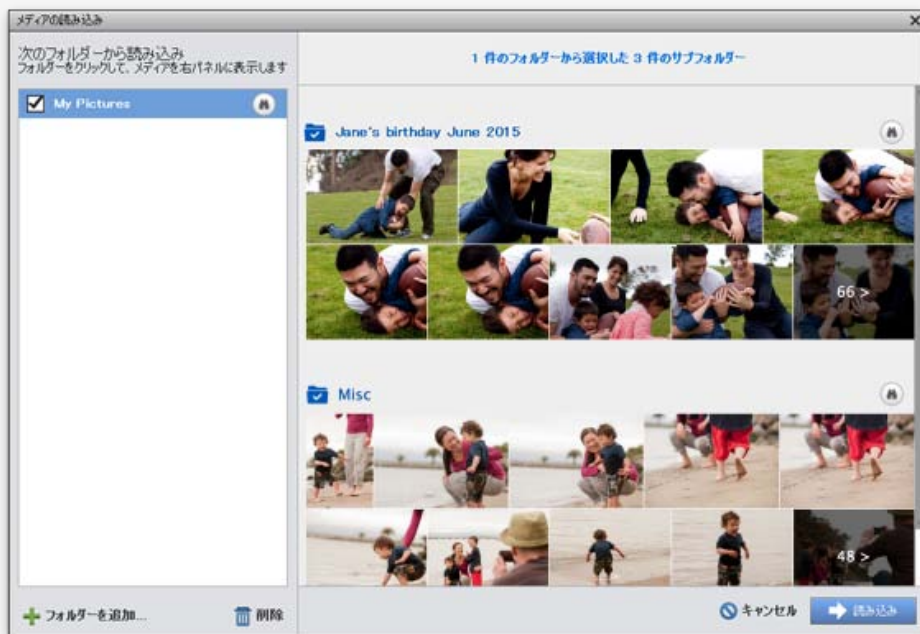 メディアの読み込み
次のフォルダーから読み込み
フォルダーをクリックして、メディアを右パネルに表示します
My Pictures
1 件のフォルダーから選択した 3 件のサブフォルダー
Jane's birthday June 2015
66 >
Misc
48 >
フォルダーを追加...
削除
キャンセル
読み込み